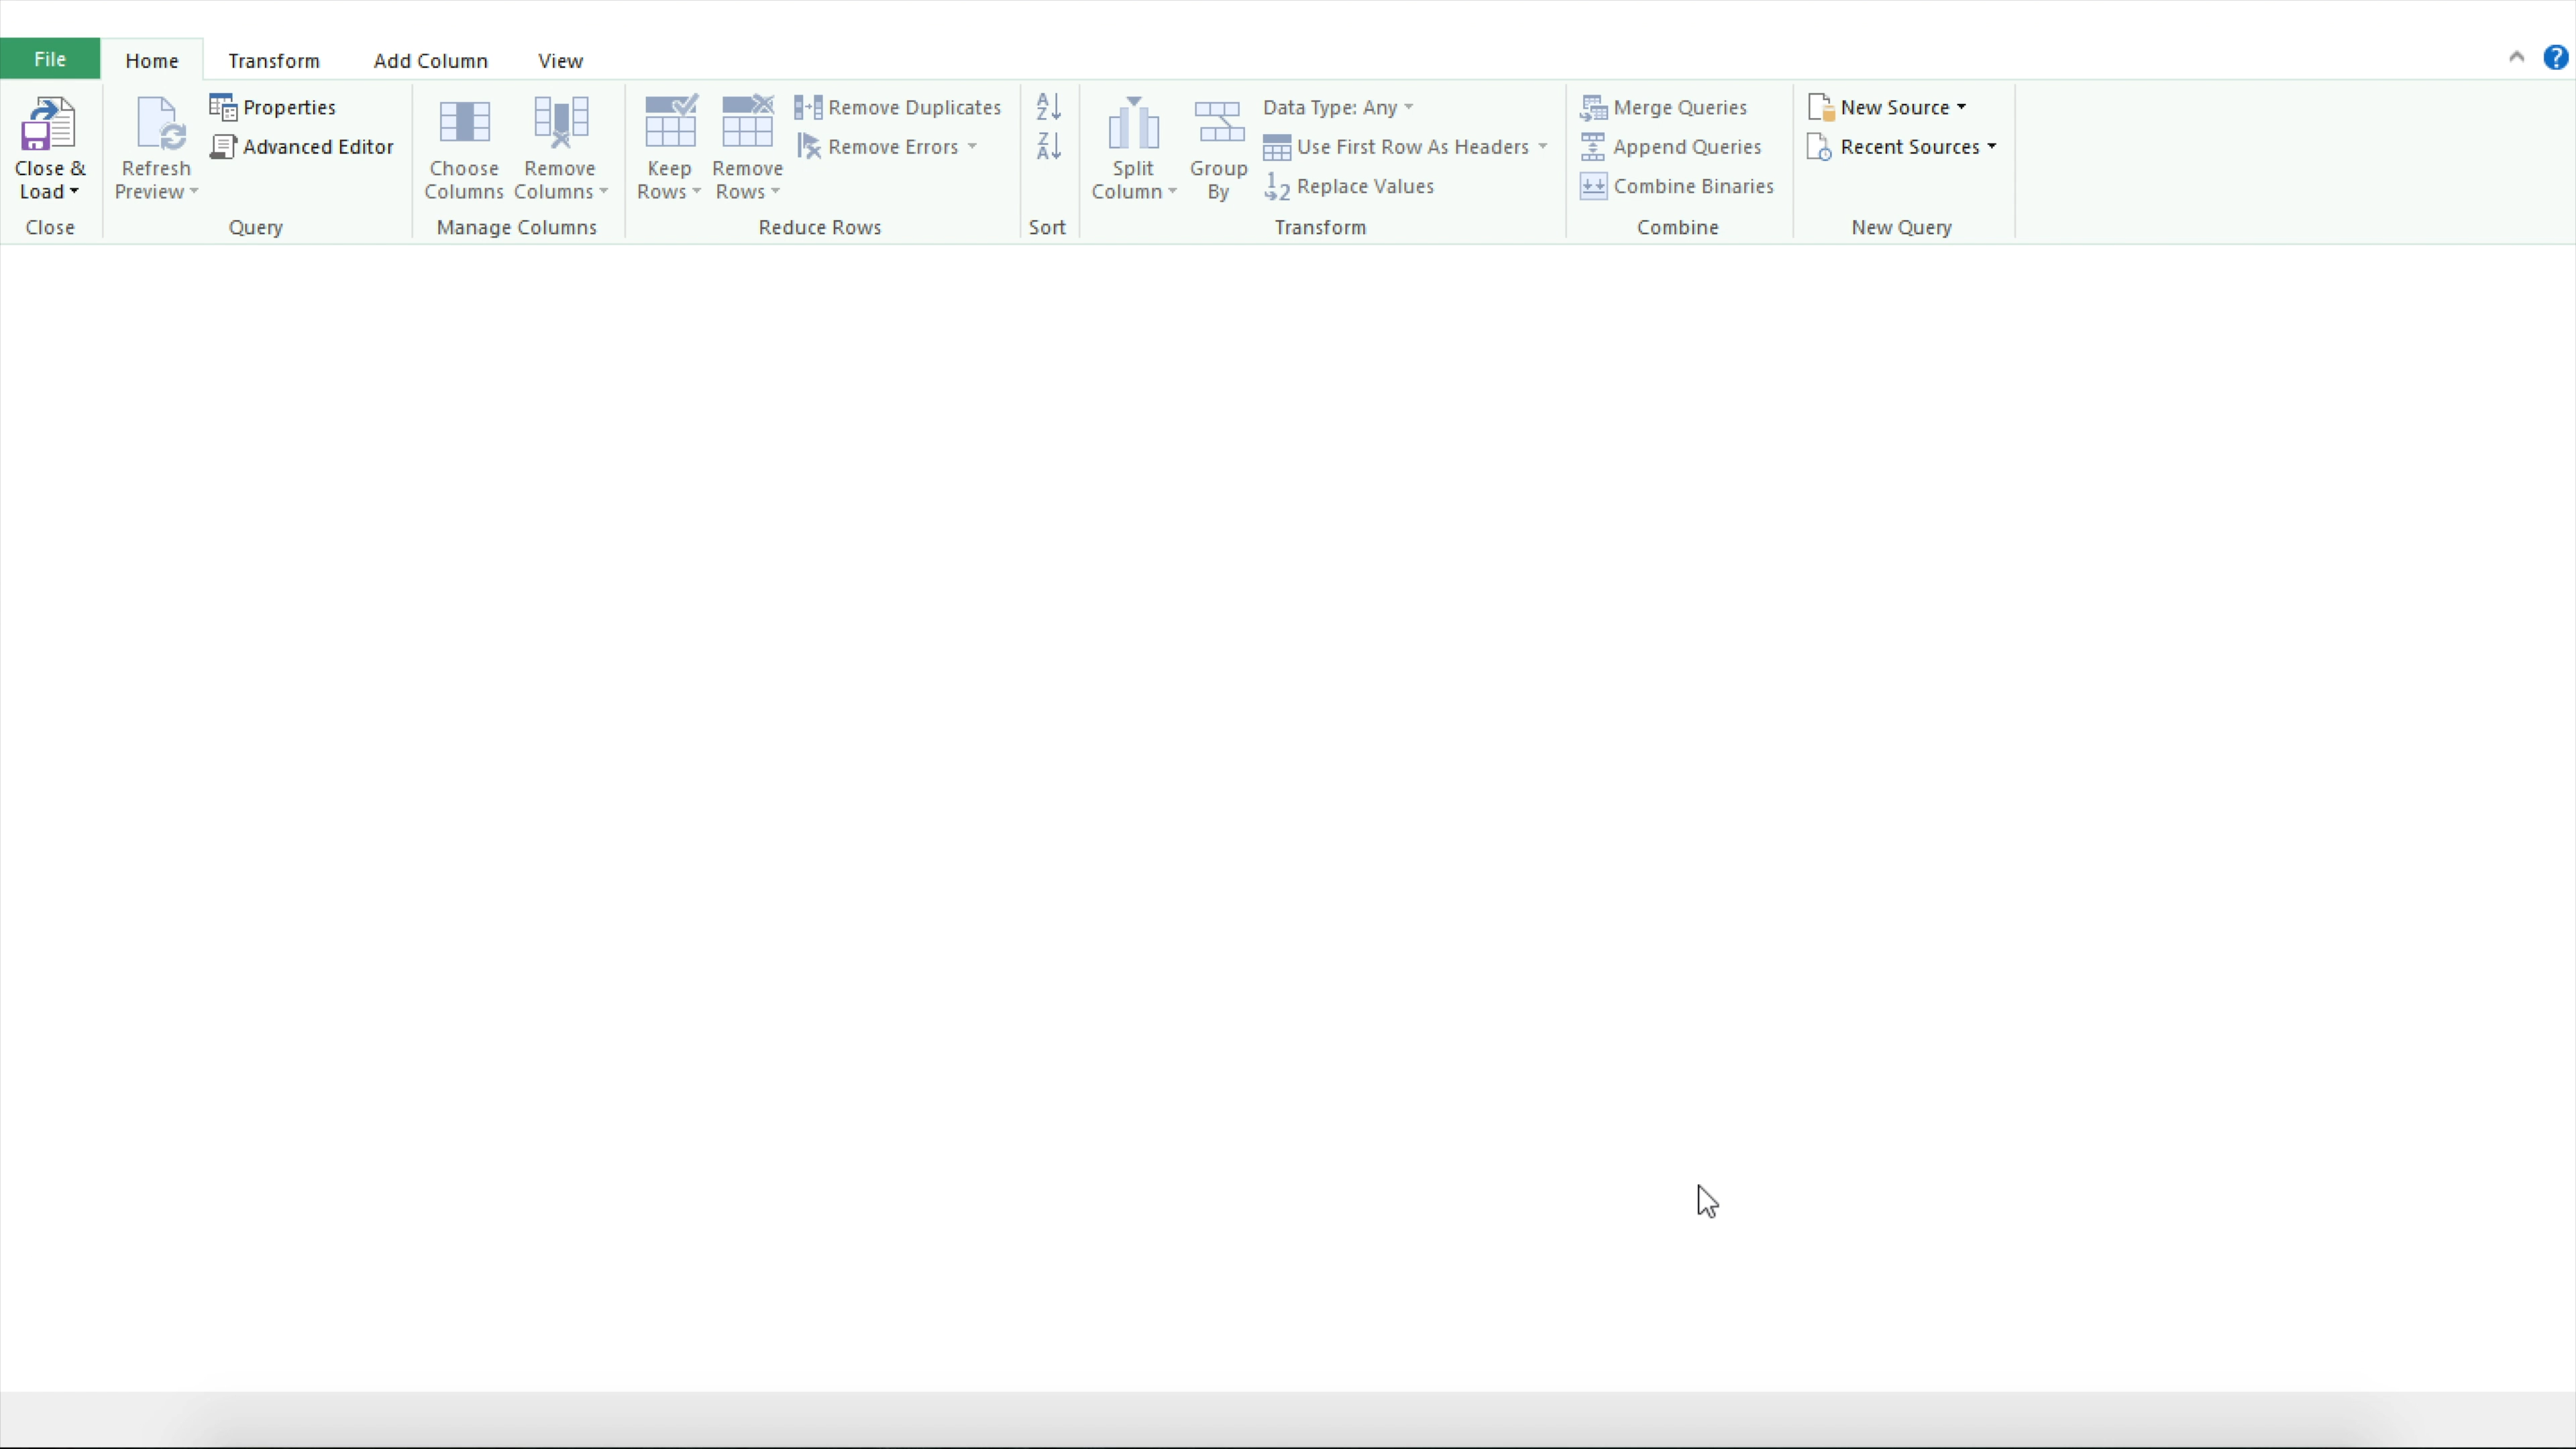 File Home Transform Add Column View
?
Close & Load
Refresh Preview
Properties
Advanced Editor
Choose Columns
Remove Columns
Keep Rows
Remove Rows
Remove Duplicates
Remove Errors
Split Column
Group By
Data Type: Any
Use First Row As Headers
Replace Values
Merge Queries
Append Queries
Combine Binaries
New Source
Recent Sources
Close Query Manage Columns Reduce Rows Sort Transform Combine New Query